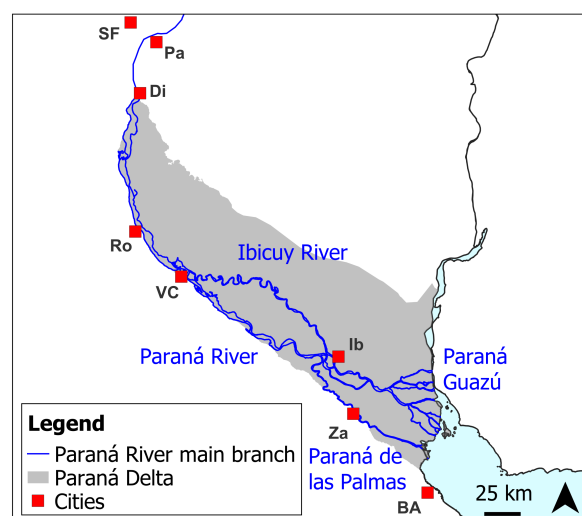 SF
Pa
Di
Ro
Ibicuy River
VC
Ib
Paraná River
Paraná
Guazú
Za
Paraná de
las Palmas
BA
25 km
Legend
Paraná River main branch
Paraná Delta
Cities